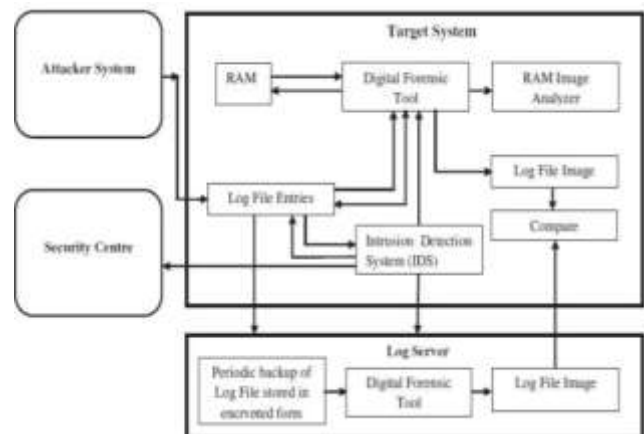 Target System
Attacker System
RAM
Digital Forensic
Tool
RAM Image
Analyzer
Log File Image
Log File Entries
Compare
Security Centre
Intrusion Detection
System (IDS)
Log Server
Periodic backup of
Log File stored in
encrypted form
Digital Forensic
Tool
Log File Image